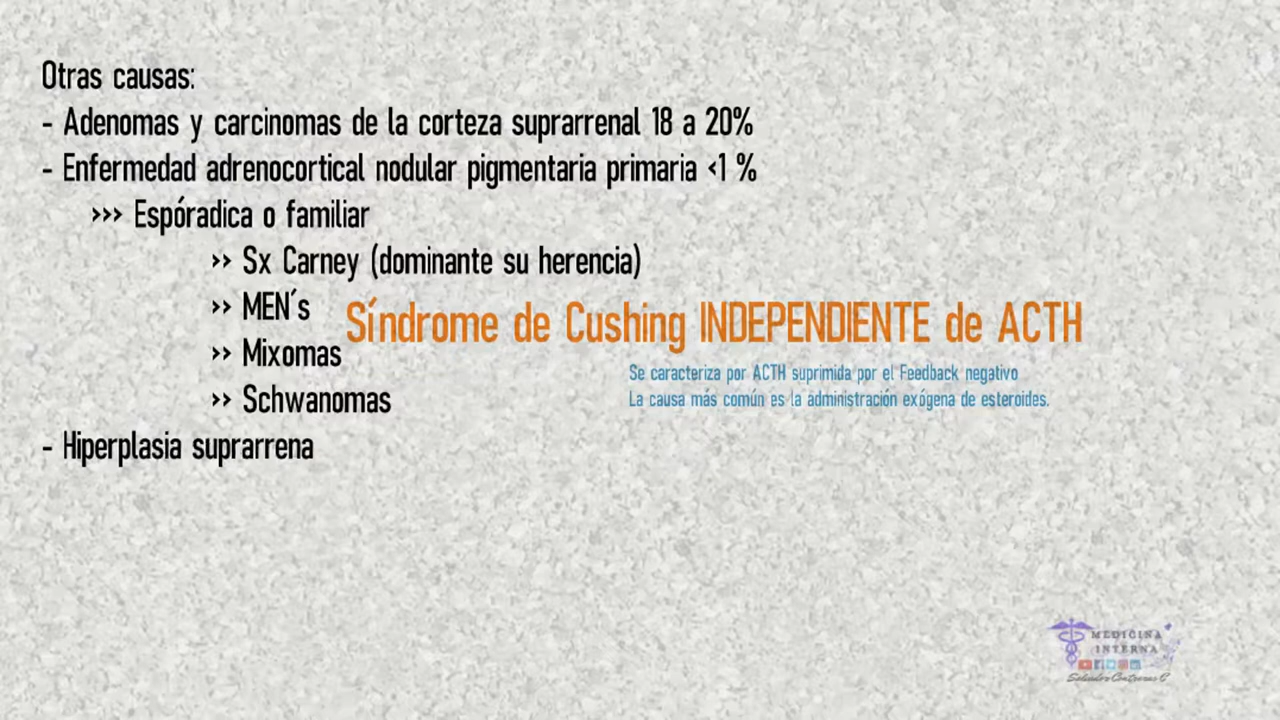 Otras causas:
- Adenomas y carcinomas de la corteza suprarrenal 18 a 20%
- Enfermedad adrenocortical nodular pigmentaria primaria <1 %
>>> Espóradica o familiar
>> Sx Carney (dominante su herencia)
>> MEN´s
>> Mixomas
>> Schwanomas
- Hiperplasia suprarrena
Síndrome de Cushing INDEPENDIENTE de ACTH
Se caracteriza por ACTH suprimida por el Feedback negativo
La causa más común es la administración exógena de esteroides.
MEDICINA
INTERNA
Salvador Contreras G